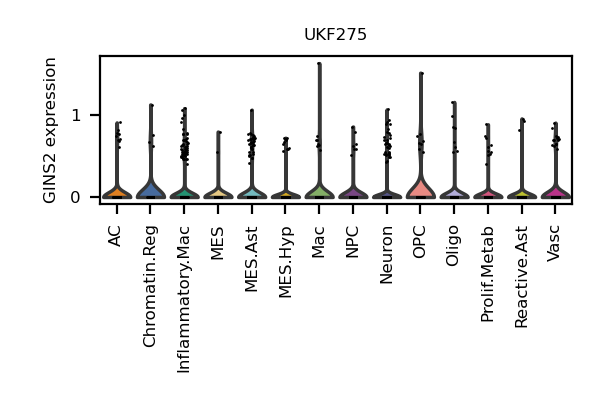 UKF275
GINS2 expression
1
0
AC
Chromatin.Reg
Inflammatory.Mac
MES
MES.Ast
MES.Hyp
Mac
NPC
Neuron
OPC
Oligo
Prolif.Metab
Reactive.Ast
Vasc